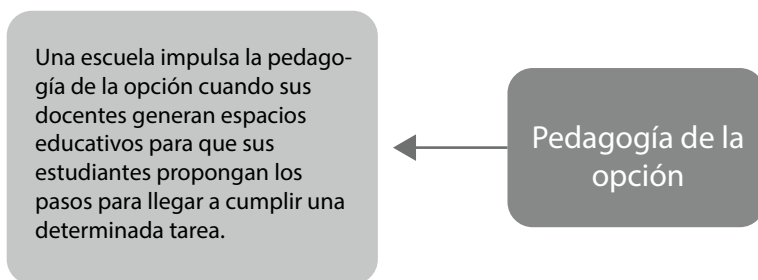 Una escuela impulsa la pedago-
gía de la opción cuando sus
docentes generan espacios
educativos para que sus
estudiantes propongan los
pasos para llegar a cumplir una
determinada tarea.
Pedagogía de la
opción